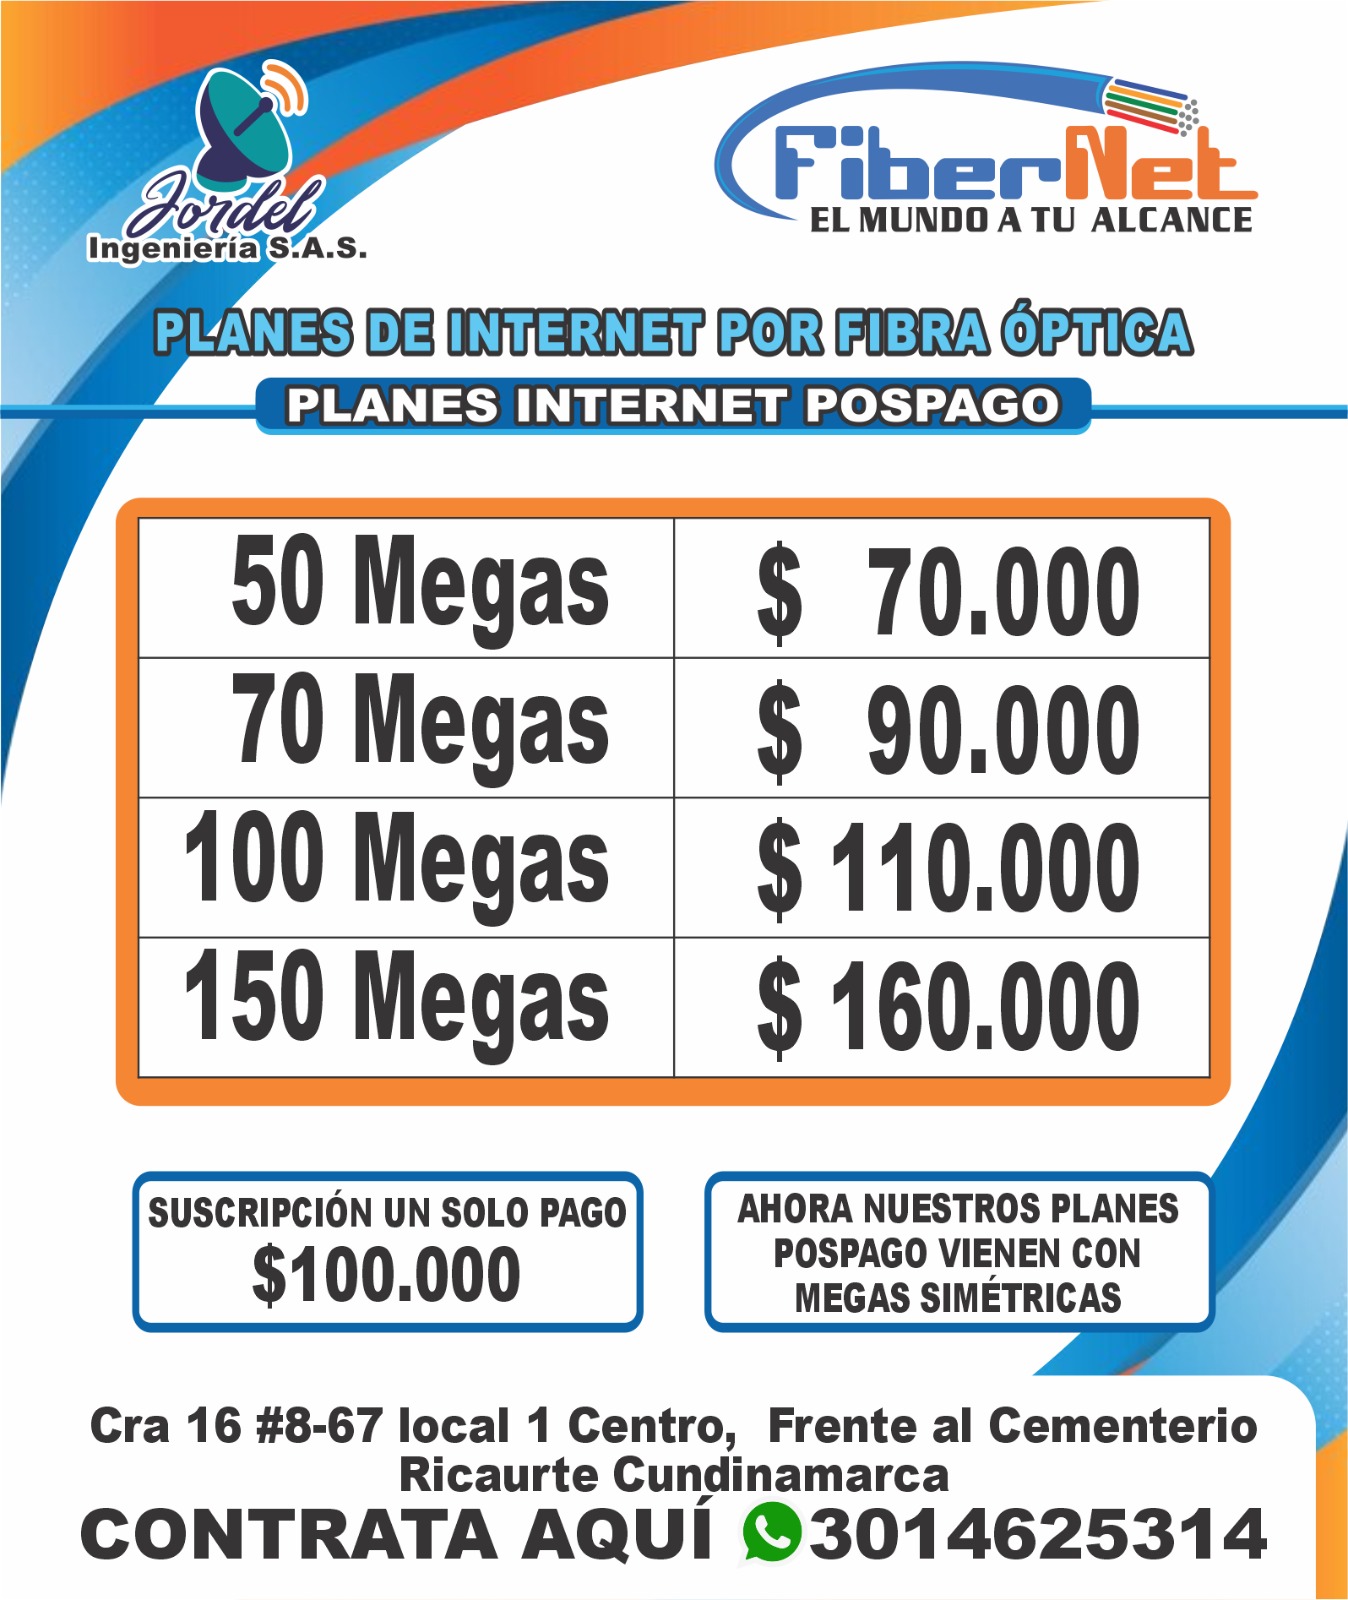 Jordel
Ingeniería S.A.S.
FiberNet
EL MUNDO A TU ALCANCE
PLANES DE INTERNET POR FIBRA ÓPTICA
PLANES INTERNET POSPAGO
50 Megas $ 70.000
70 Megas $ 90.000
100 Megas $ 110.000
150 Megas $ 160.000
SUSCRIPCIÓN UN SOLO PAGO
$100.000
AHORA NUESTROS PLANES
POSPAGO VIENEN CON
MEGAS SIMÉTRICAS
Cra 16 #8-67 local 1 Centro, Frente al Cementerio
Ricaurte Cundinamarca
CONTRATA AQUÍ 3014625314